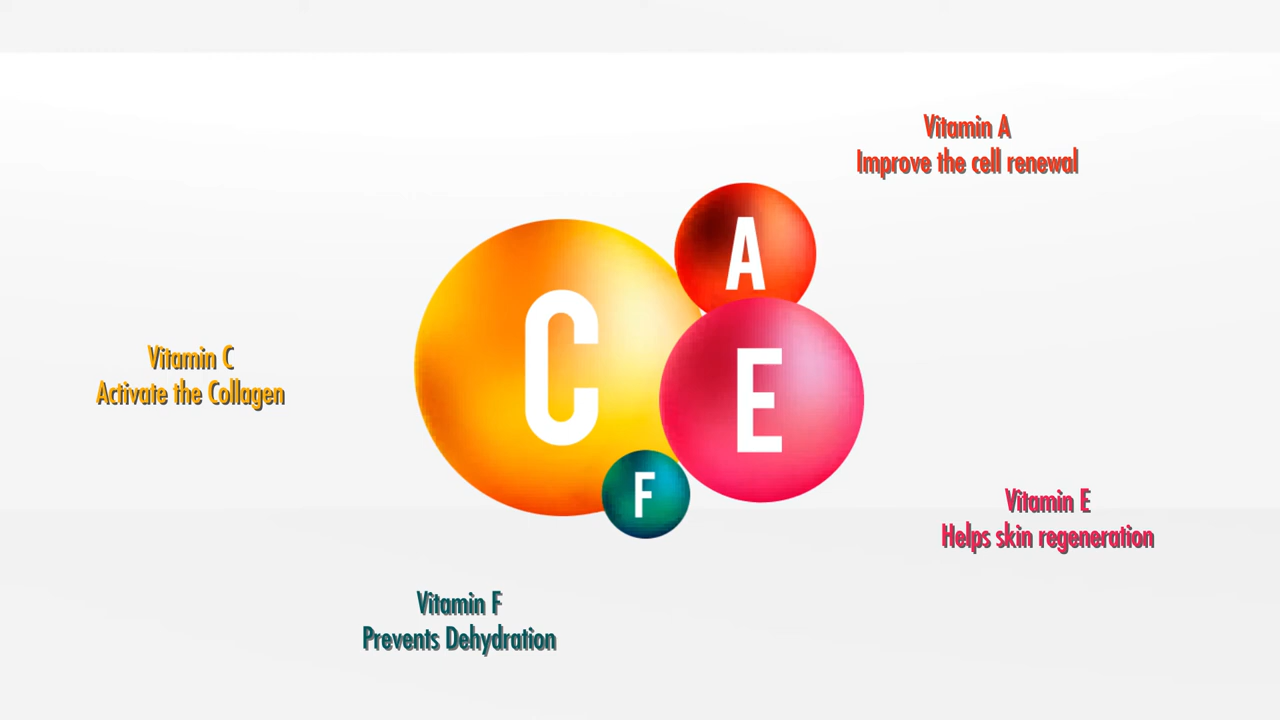 Vitamin A
Improve the cell renewal
A
C
Vitamin C
Activate the Collagen
E
F
Vitamin E
Helps skin regeneration
Vitamin F
Prevents Dehydration